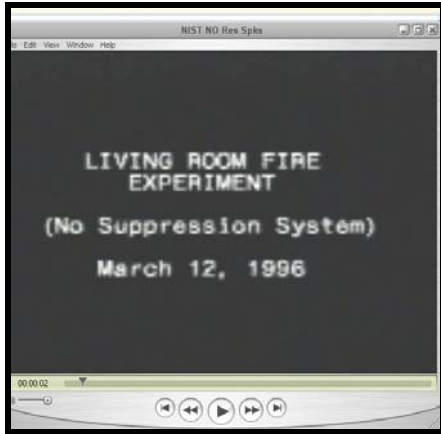 NIST NO Res Spks
Edit View Window Help
LIVING ROOM FIRE
EXPERIMENT
(No Suppression System)
March 12, 1996
00:00:02